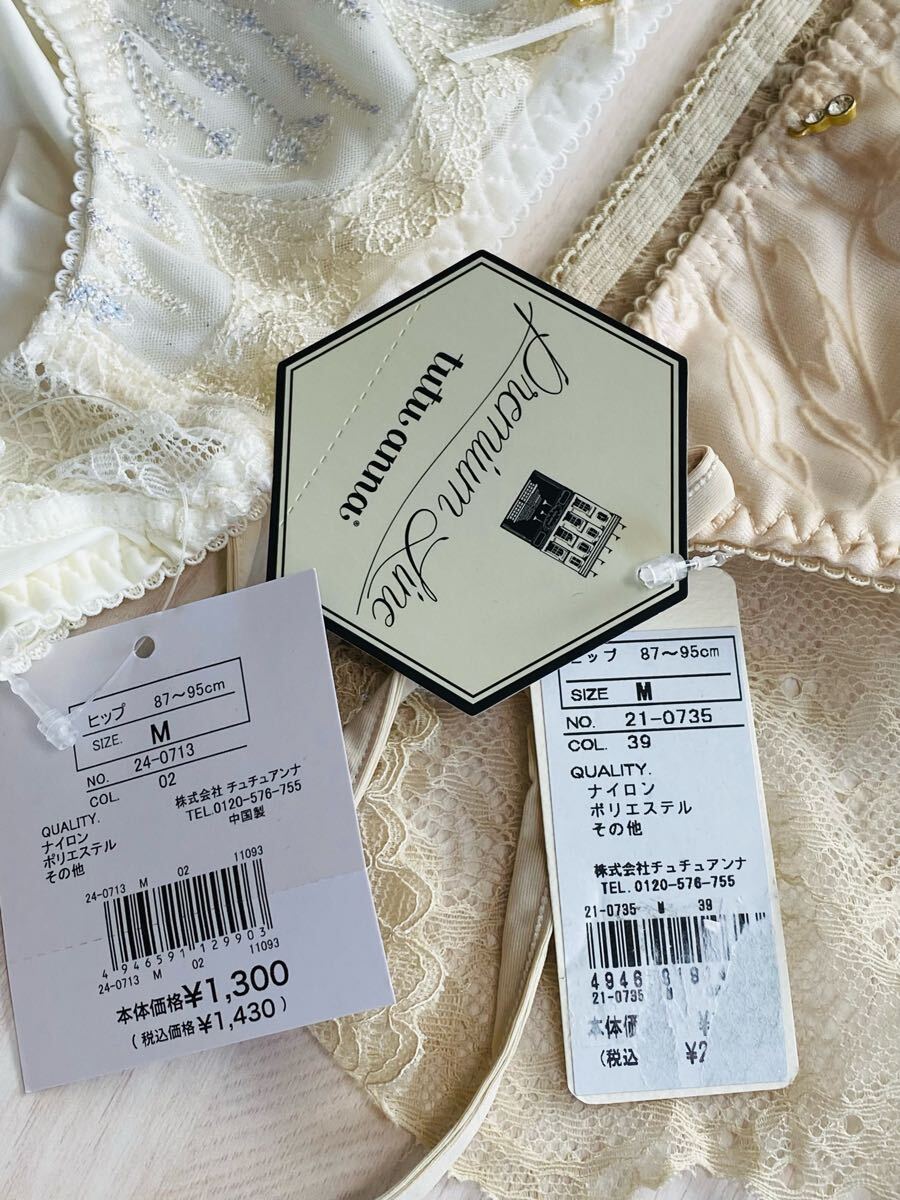 Premium Line
tutu.anna®
ヒップ 87～95cm
SIZE. M
NO. 24-0713
COL. 02
QUALITY.
ナイロン
ポリエステル
その他
株式会社 チュチュアンナ
TEL.0120-576-755
中国製
24-0713 M 02 11093
4946591129903
24-0713 M 02 11093
本体価格¥1,300
(税込価格¥1,430)
ヒップ 87～95cm
SIZE M
NO. 21-0735
COL. 39
QUALITY.
ナイロン
ポリエステル
その他
株式会社チュチュアンナ
TEL.0120-576-755
21-0735 M 39
4946
21-0735
本体価
(税込 ¥2